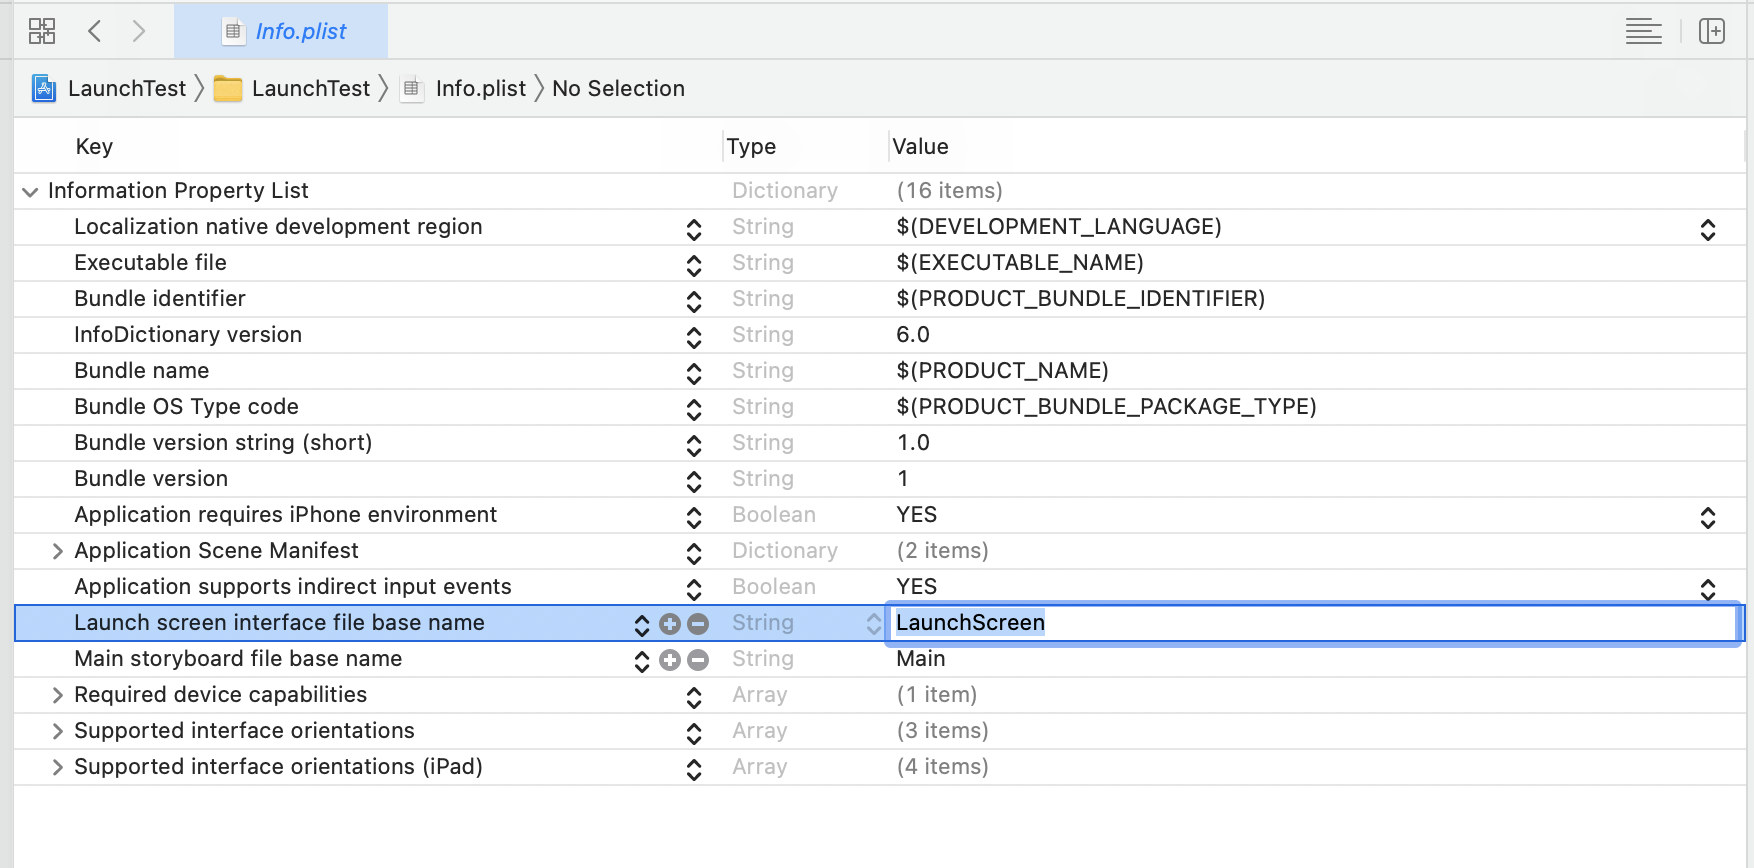 Info.plist
LaunchTest LaunchTest Info.plist No Selection
Key Type Value
Information Property List Dictionary (16 items)
Localization native development region String $(DEVELOPMENT_LANGUAGE)
Executable file String $(EXECUTABLE_NAME)
Bundle identifier String $(PRODUCT_BUNDLE_IDENTIFIER)
InfoDictionary version String 6.0
Bundle name String $(PRODUCT_NAME)
Bundle OS Type code String $(PRODUCT_BUNDLE_PACKAGE_TYPE)
Bundle version string (short) String 1.0
Bundle version String 1
Application requires iPhone environment Boolean YES
Application Scene Manifest Dictionary (2 items)
Application supports indirect input events Boolean YES
Launch screen interface file base name String LaunchScreen
Main storyboard file base name String Main
Required device capabilities Array (1 item)
Supported interface orientations Array (3 items)
Supported interface orientations (iPad) Array (4 items)